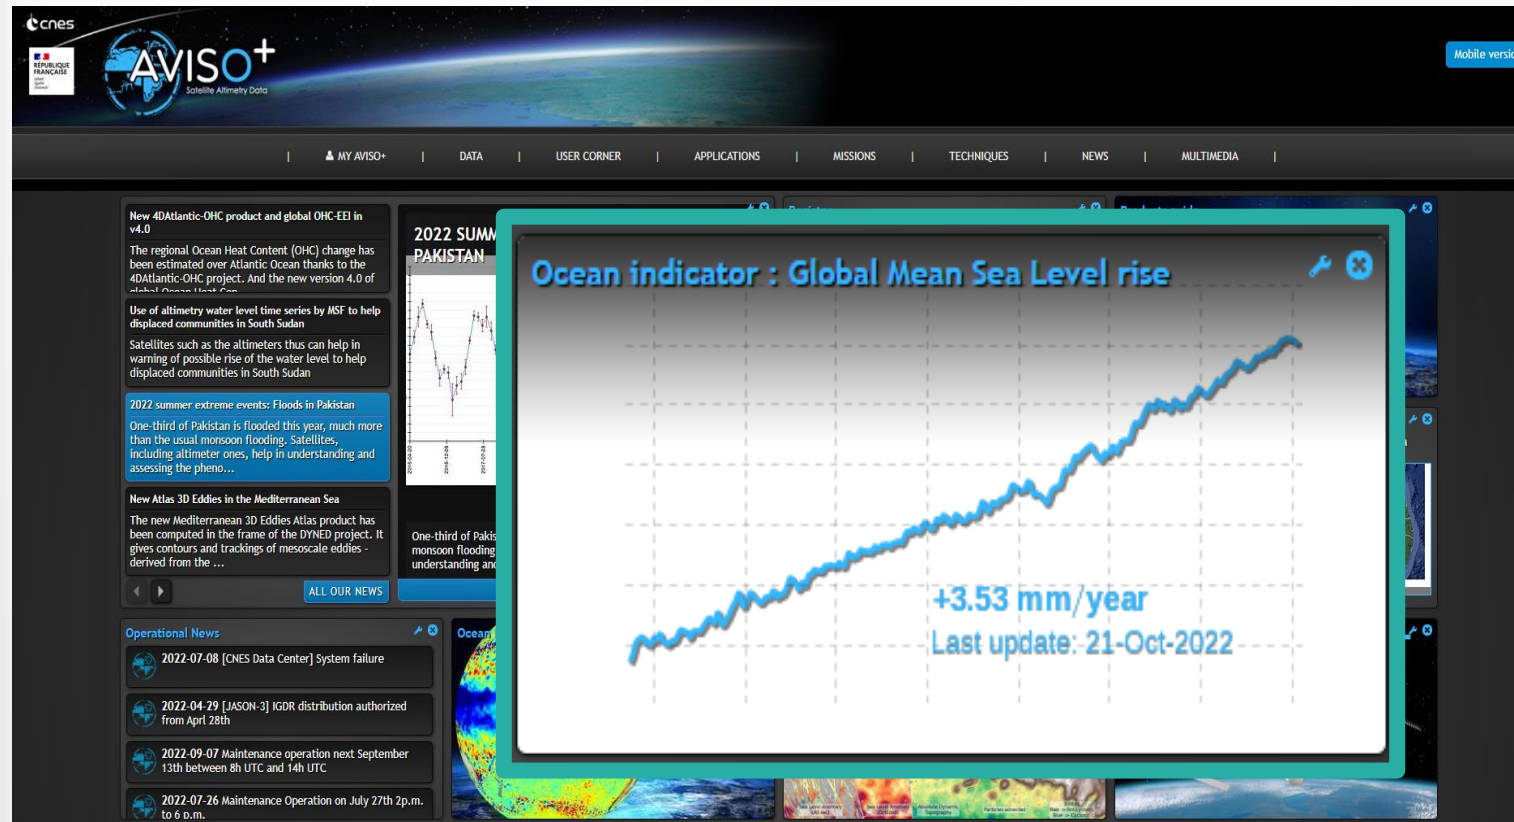 cnes
RÉPUBLIQUE
FRANÇAISE
AVISO+
Satellite Altimetry Data
MY AVISO+ | DATA | USER CORNER | APPLICATIONS | MISSIONS | TECHNIQUES | NEWS | MULTIMEDIA
New 4DAtlantic-OHC product and global OHC-EEI in
v4.0
The regional Ocean Heat Content (OHC) change has
been estimated over Atlantic Ocean thanks to the
4DAtlantic-OHC project. And the new version 4.0 of
Use of altimetry water level time series by MSF to help
displaced communities in South Sudan
Satellites such as the altimeters thus can help in
warning of possible rise of the water level to help
displaced communities in South Sudan
2022 summer extreme events: Floods in Pakistan
One-third of Pakistan is flooded this year, much more
than the usual monsoon flooding. Satellites,
including altimeter ones, help in understanding and
assessing the pheno...
New Atlas 3D Eddies in the Mediterranean Sea
The new Mediterranean 3D Eddies Atlas product has
been computed in the frame of the DYNED project. It
gives contours and trackings of mesoscale eddies -
derived from the ...
ALL OUR NEWS
2022
PAKISTAN
One-third of
monsoon flooding
understanding
Ocean indicator : Global Mean Sea Level rise
+3.53 mm/year
Last update: 21-Oct-2022
Operational News
2022-07-08 [CNES Data Center] System failure
2022-04-29 [JASON-3] IGDR distribution authorized
from Aprl 28th
2022-09-07 Maintenance operation next September
13th between 8h UTC and 14h UTC
2022-07-26 Maintenance Operation on July 27th 2p.m.
to 6 p.m.
Mobile